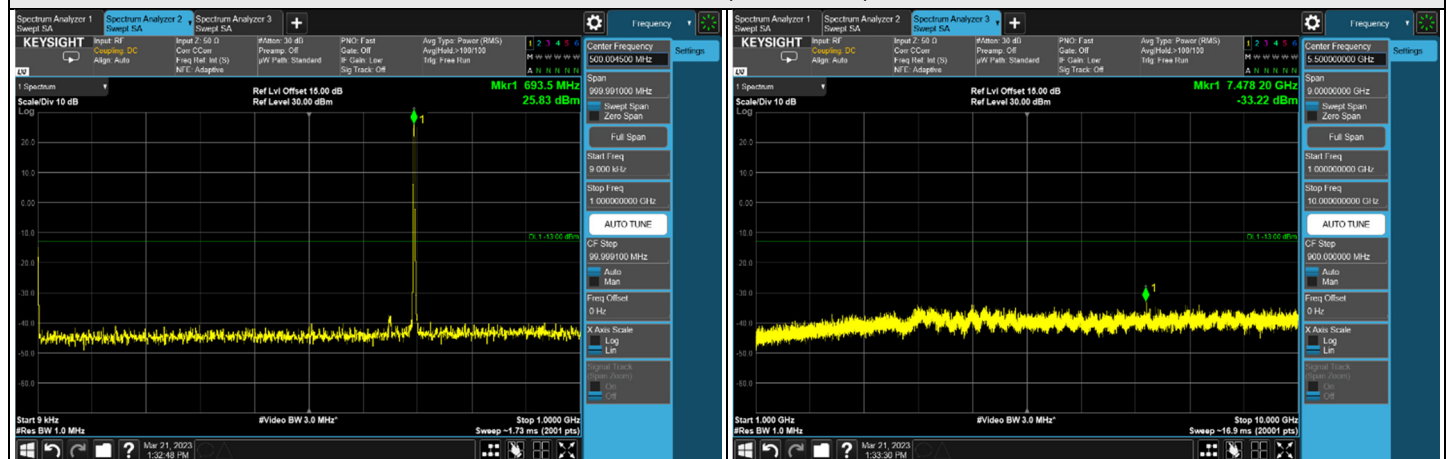 Spectrum Analyzer 1
Swept SA
Spectrum Analyzer 2
Swept SA
Spectrum Analyzer 3
Swept SA
+
Frequency
KEYSIGHT
Input: RF
Coupling: DC
Align: Auto
Input Z: 50 Ω
Corr CCorr
Freq Ref: Int (S)
NFE: Adaptive
#Atten: 30 dB
Preamp: Off
µW Path: Standard
PNO: Fast
Gate: Off
IF Gain: Low
Sig Track: Off
Avg Type: Power (RMS)
Avg|Hold:>100/100
Trig: Free Run
1 2 3 4 5 6
M W W W W W
A N N N N N
LXI
Center Frequency
500.004500 MHz
Settings
Span
999.991000 MHz
Swept Span
Zero Span
Full Span
Start Freq
9.000 kHz
Stop Freq
1.000000000 GHz
AUTO TUNE
CF Step
99.999100 MHz
Auto
Man
Freq Offset
0 Hz
X Axis Scale
Log
Lin
Signal Track
(Span Zoom)
On
Off
1 Spectrum
Scale/Div 10 dB
Log
Ref Lvl Offset 15.00 dB
Ref Level 30.00 dBm
Mkr1 693.5 MHz
25.83 dBm
1
20.0
10.0
0.00
-10.0
DL1 -13.00 dBm
-20.0
-30.0
-40.0
-50.0
-60.0
Start 9 kHz
#Res BW 1.0 MHz
#Video BW 3.0 MHz*
Stop 1.0000 GHz
Sweep ~1.73 ms (2001 pts)
?
Mar 21, 2023
1:32:48 PM
Spectrum Analyzer 1
Swept SA
Spectrum Analyzer 2
Swept SA
Spectrum Analyzer 3
Swept SA
+
Frequency
KEYSIGHT
Input: RF
Coupling: DC
Align: Auto
Input Z: 50 Ω
Corr CCorr
Freq Ref: Int (S)
NFE: Adaptive
#Atten: 30 dB
Preamp: Off
µW Path: Standard
PNO: Fast
Gate: Off
IF Gain: Low
Sig Track: Off
Avg Type: Power (RMS)
Avg|Hold:>100/100
Trig: Free Run
1 2 3 4 5 6
M W W W W W
A N N N N N
LXI
Center Frequency
5.500000000 GHz
Settings
Span
9.00000000 GHz
Swept Span
Zero Span
Full Span
Start Freq
1.000000000 GHz
Stop Freq
10.000000000 GHz
AUTO TUNE
CF Step
900.000000 MHz
Auto
Man
Freq Offset
0 Hz
X Axis Scale
Log
Lin
Signal Track
(Span Zoom)
On
Off
1 Spectrum
Scale/Div 10 dB
Log
Ref Lvl Offset 15.00 dB
Ref Level 30.00 dBm
Mkr1 7.478 20 GHz
-33.22 dBm
1
20.0
10.0
0.00
-10.0
DL1 -13.00 dBm
-20.0
-30.0
-40.0
-50.0
-60.0
Start 1.000 GHz
#Res BW 1.0 MHz
#Video BW 3.0 MHz*
Stop 10.000 GHz
Sweep ~16.9 ms (20001 pts)
?
Mar 21, 2023
1:33:30 PM